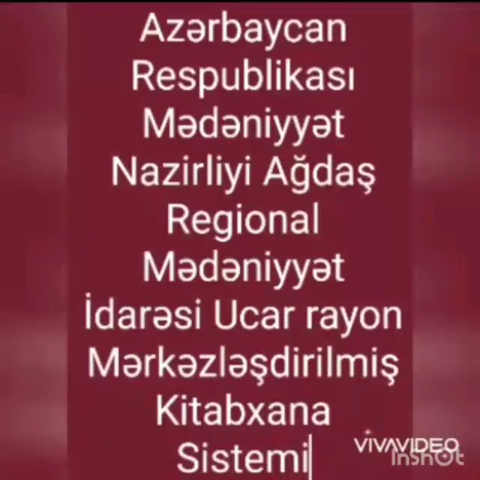 Azərbaycan
Respublikası
Mədəniyyət
Nazirliyi Ağdaş
Regional
Mədəniyyət
İdarəsi Ucar rayon
Mərkəzləşdirilmiş
Kitabxana
Sistemi
VIVAVIDEO
InShOt